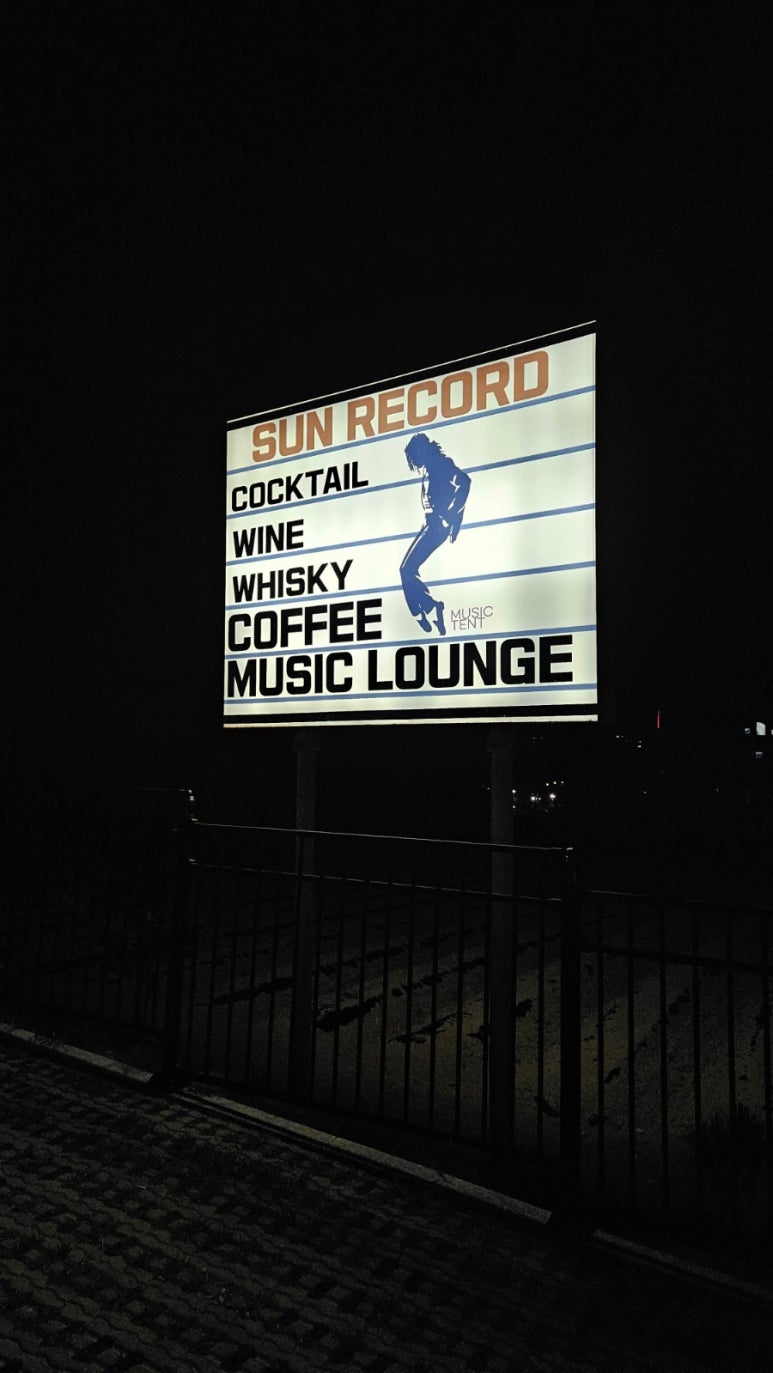 SUN RECORD
COCKTAIL
WINE
WHISKY
COFFEE
MUSIC
TENT
MUSIC LOUNGE